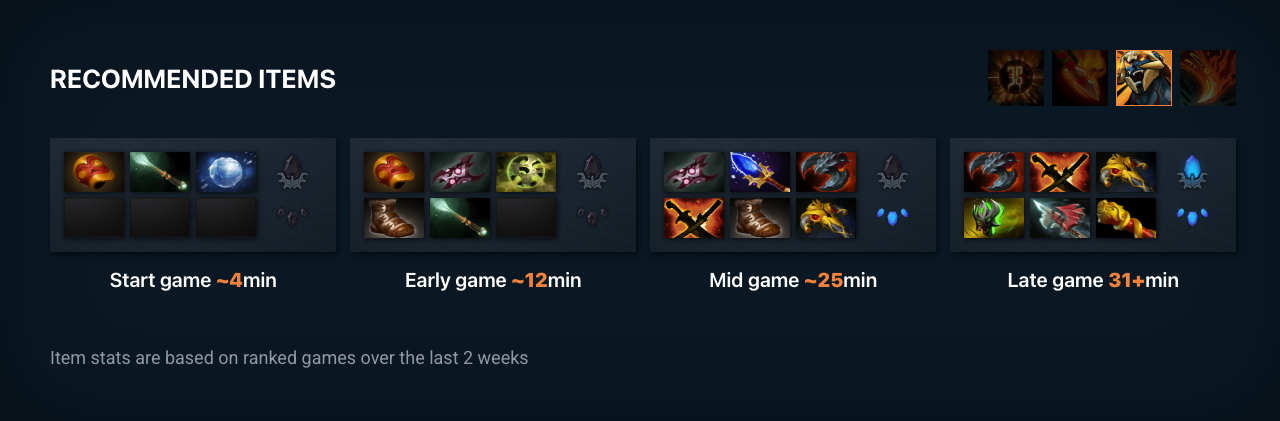 RECOMMENDED ITEMS
Start game ~4min
Early game ~12min
Mid game ~25min
Late game 31+min
Item stats are based on ranked games over the last 2 weeks